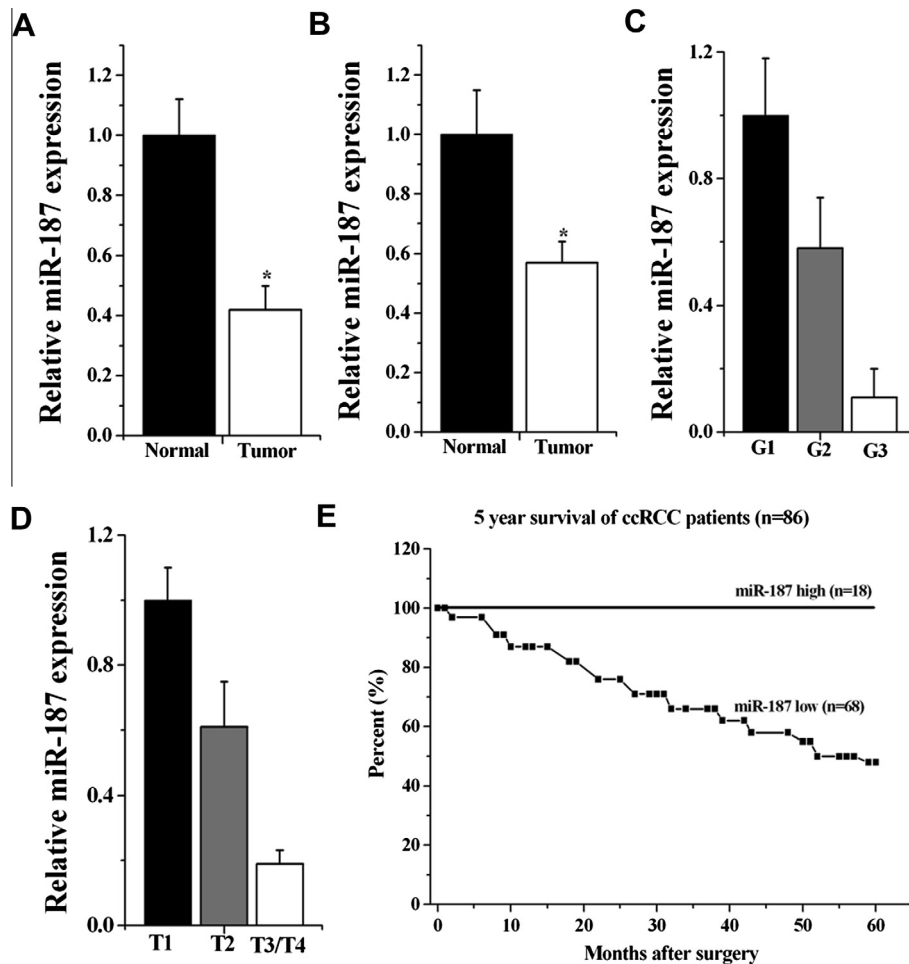 A
Relative miR-187 expression
1.2
1.0
0.8
0.6
0.4
0.2
0.0
*
Normal
Tumor
B
Relative miR-187 expression
1.2
1.0
0.8
0.6
0.4
0.2
0.0
*
Normal
Tumor
C
Relative miR-187 expression
1.2
0.8
0.4
0.0
G1
G2
G3
D
Relative miR-187 expression
1.2
0.8
0.4
0.0
T1
T2
T3/T4
E
5 year survival of ccRCC patients (n=86)
Percent (%)
120
100
80
60
40
20
0
miR-187 high (n=18)
miR-187 low (n=68)
0
10
20
30
40
50
60
Months after surgery